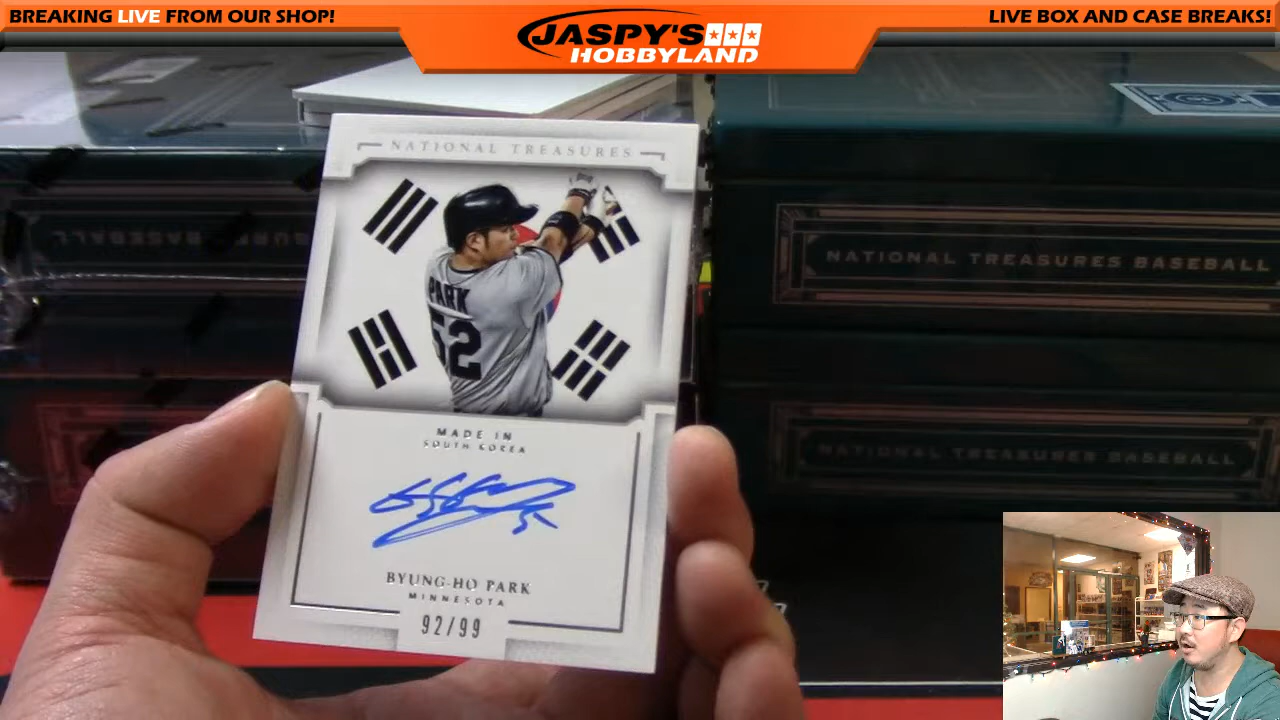 BREAKING LIVE FROM OUR SHOP!
JASPY'S
HOBBYLAND
LIVE BOX AND CASE BREAKS!
NATIONAL TREASURES
PARK
52
MADE IN
SOUTH KOREA
BYUNG-HO PARK
MINNESOTA
92/99
NATIONAL TREASURES BASEBALL
NATIONAL TREASURES BASEBALL